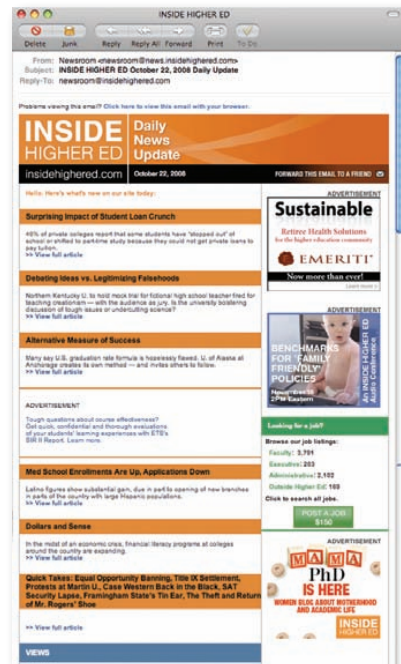 INSIDE HIGHER ED
Delete Junk Reply Reply All Forward Print To Do
From: Newsroom <newsroom@news.insidehighered.com>
Subject: INSIDE HIGHER ED October 22, 2008 Daily Update
Reply-To: newsroom@insidehighered.com
Problems viewing this email? Click here to view this email with your browser.
INSIDE
HIGHER ED
Daily
News
Update
insidehighered.com October 22, 2008 FORWARD THIS EMAIL TO A FRIEND
Hello. Here's what's new on our site today:
Surprising Impact of Student Loan Crunch
46% of private colleges report that some students have "stopped out" of
school or shifted to part-time study because they could not get private loans to
pay tuition.
>> View full article
Debating Ideas vs. Legitimizing Falsehoods
Northern Kentucky U. to hold mock trial for fictional high school teacher fired for
teaching creationism — with the audience as jury. Is the university bolstering
discussion of tough issues or undercutting science?
>> View full article
Alternative Measure of Success
Many say U.S. graduation rate formula is hopelessly flawed. U. of Alaska at
Anchorage creates its own method — and invites others to follow.
>> View full article
ADVERTISEMENT
Tough questions about course effectiveness?
Get quick, confidential and thorough evaluations
of your students' learning experiences with ETS's
SIR II Report. Learn more.
Med School Enrollments Are Up, Applications Down
Latino figures show substantial gain, due in part to opening of new branches
in parts of the country with large Hispanic populations.
>> View full article
Dollars and Sense
In the midst of an economic crisis, financial literacy programs at colleges
around the country are expanding.
>> View full article
Quick Takes: Equal Opportunity Banning, Title IX Settlement,
Protests at Martin U., Case Western Back in the Black, SAT
Security Lapse, Framingham State's Tin Ear, The Theft and Return
of Mr. Rogers' Shoe
>> View full article
VIEWS
ADVERTISEMENT
Sustainable
Retiree Health Solutions
for the higher education community
EMERITI
Now more than ever!
Learn more
ADVERTISEMENT
BENCHMARKS
FOR 'FAMILY
FRIENDLY'
POLICIES
2PM Eastern
AN INSIDE HIGHER ED
Audio Conference
Looking for a job?
Browse our job listings:
Faculty: 3,701
Executive: 283
Administrative: 2,102
Outside Higher Ed: 189
Click to search all jobs.
POST A JOB
$150
ADVERTISEMENT
MAMA
PhD
IS HERE
WOMEN BLOG ABOUT MOTHERHOOD
AND ACADEMIC LIFE
INSIDE
HIGHER ED